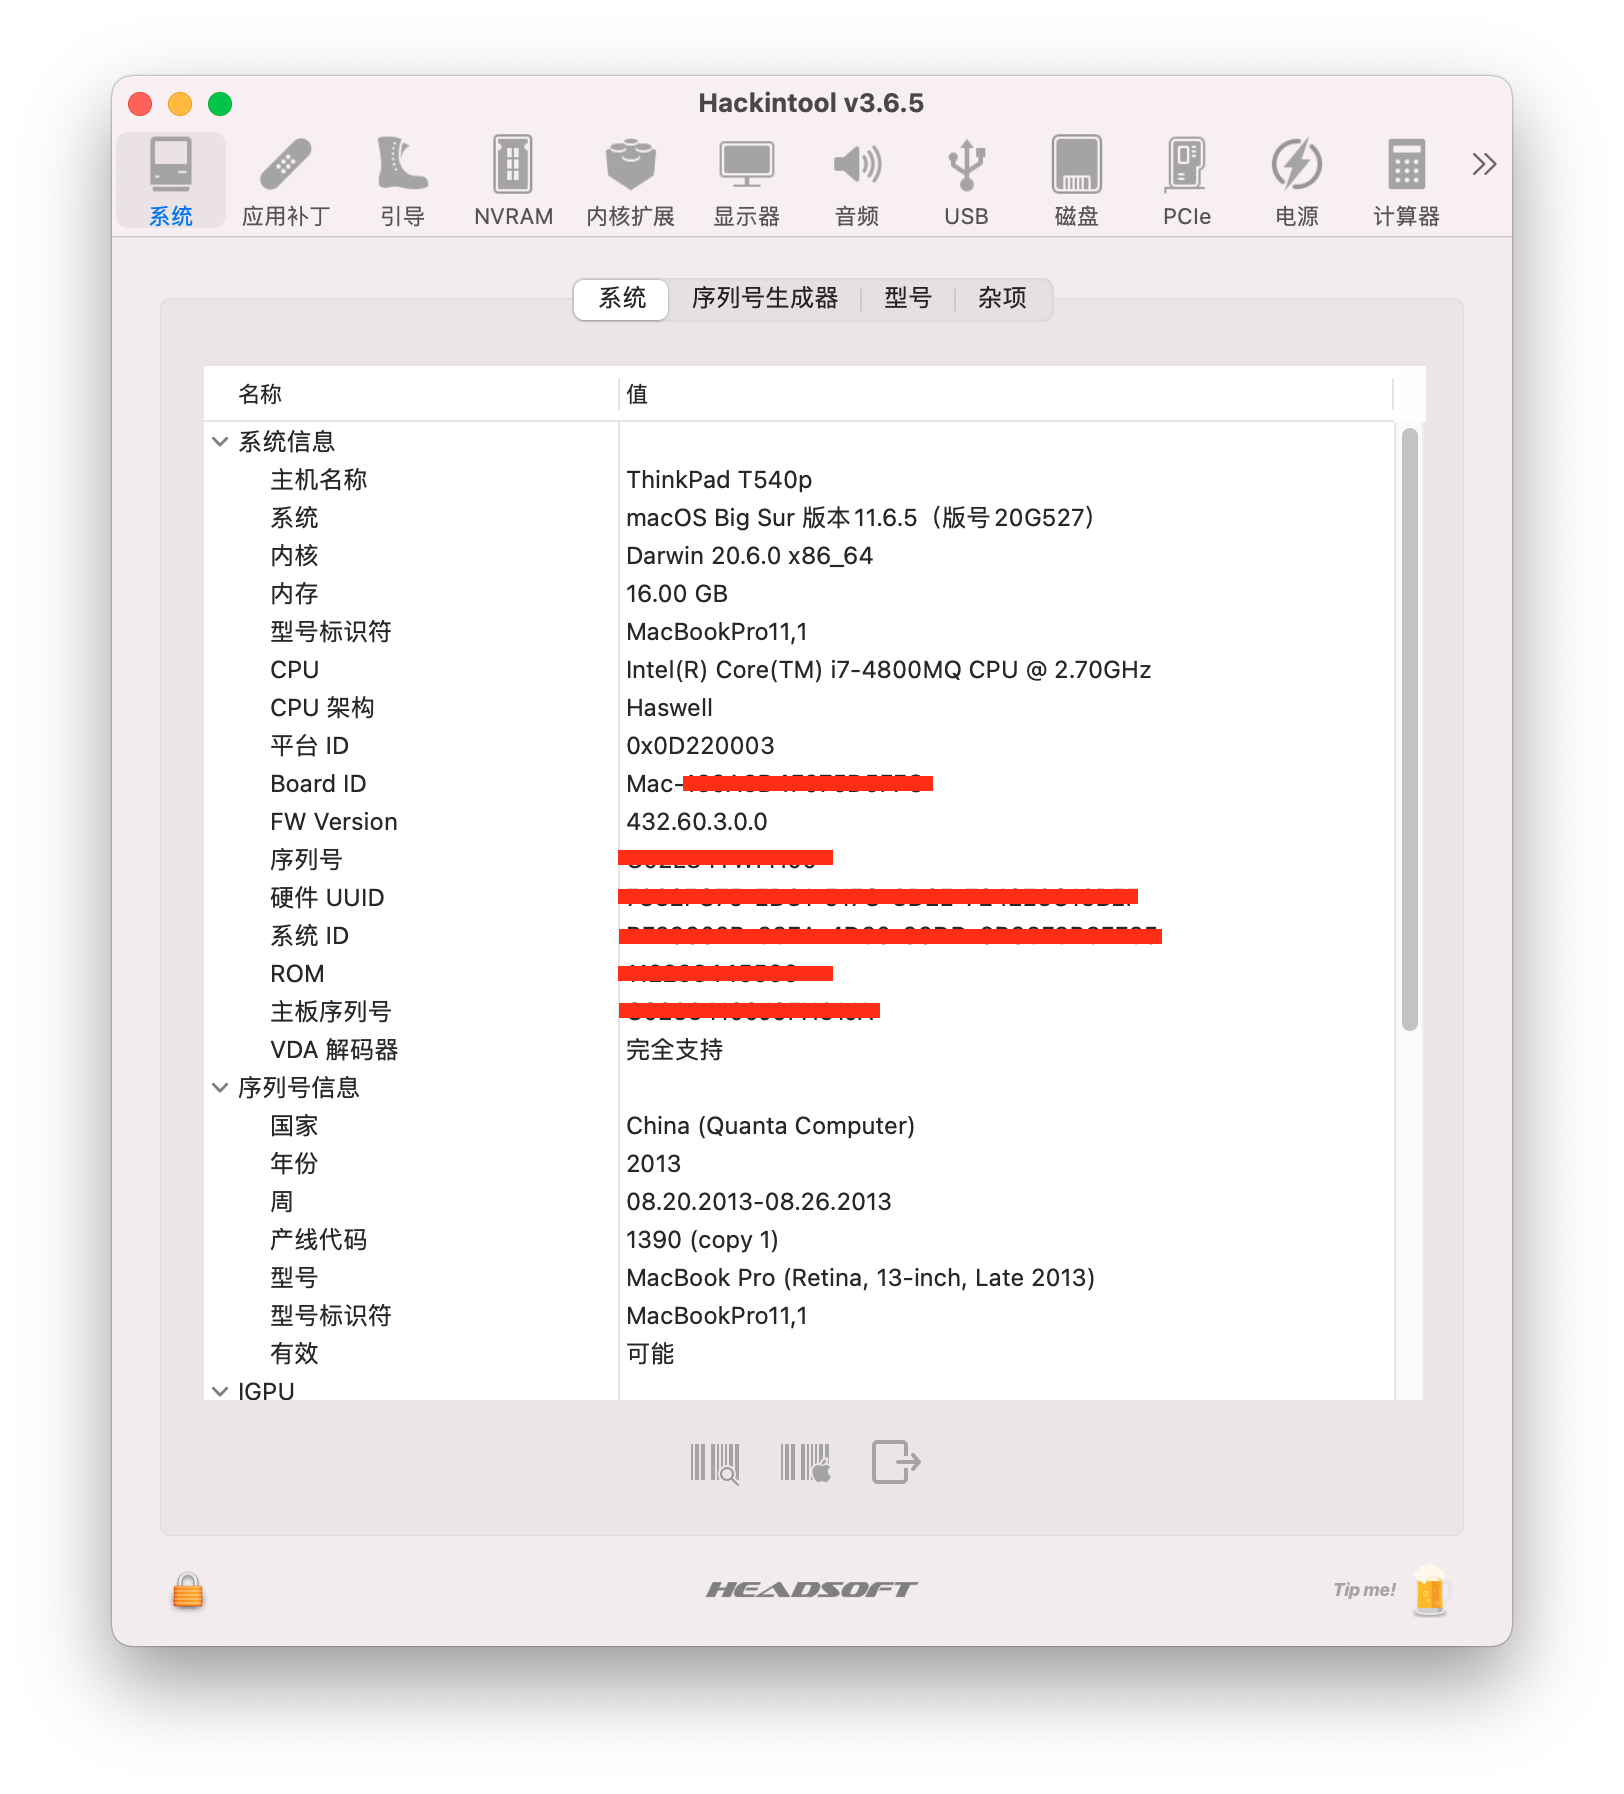 Hackintool v3.6.5
系统 应用补丁 引导 NVRAM 内核扩展 显示器 音频 USB 磁盘 PCIe 电源 计算器
系统 序列号生成器 型号 杂项
名称 值
系统信息
主机名称 ThinkPad T540p
系统 macOS Big Sur 版本11.6.5（版号20G527）
内核 Darwin 20.6.0 x86_64
内存 16.00 GB
型号标识符 MacBookPro11,1
CPU Intel(R) Core(TM) i7-4800MQ CPU @ 2.70GHz
CPU 架构 Haswell
平台 ID 0x0D220003
Board ID Mac-
FW Version 432.60.3.0.0
序列号
硬件 UUID
系统 ID
ROM
主板序列号
VDA 解码器 完全支持
序列号信息
国家 China (Quanta Computer)
年份 2013
周 08.20.2013-08.26.2013
产线代码 1390 (copy 1)
型号 MacBook Pro (Retina, 13-inch, Late 2013)
型号标识符 MacBookPro11,1
有效 可能
IGPU
HEADSOFT
Tip me!